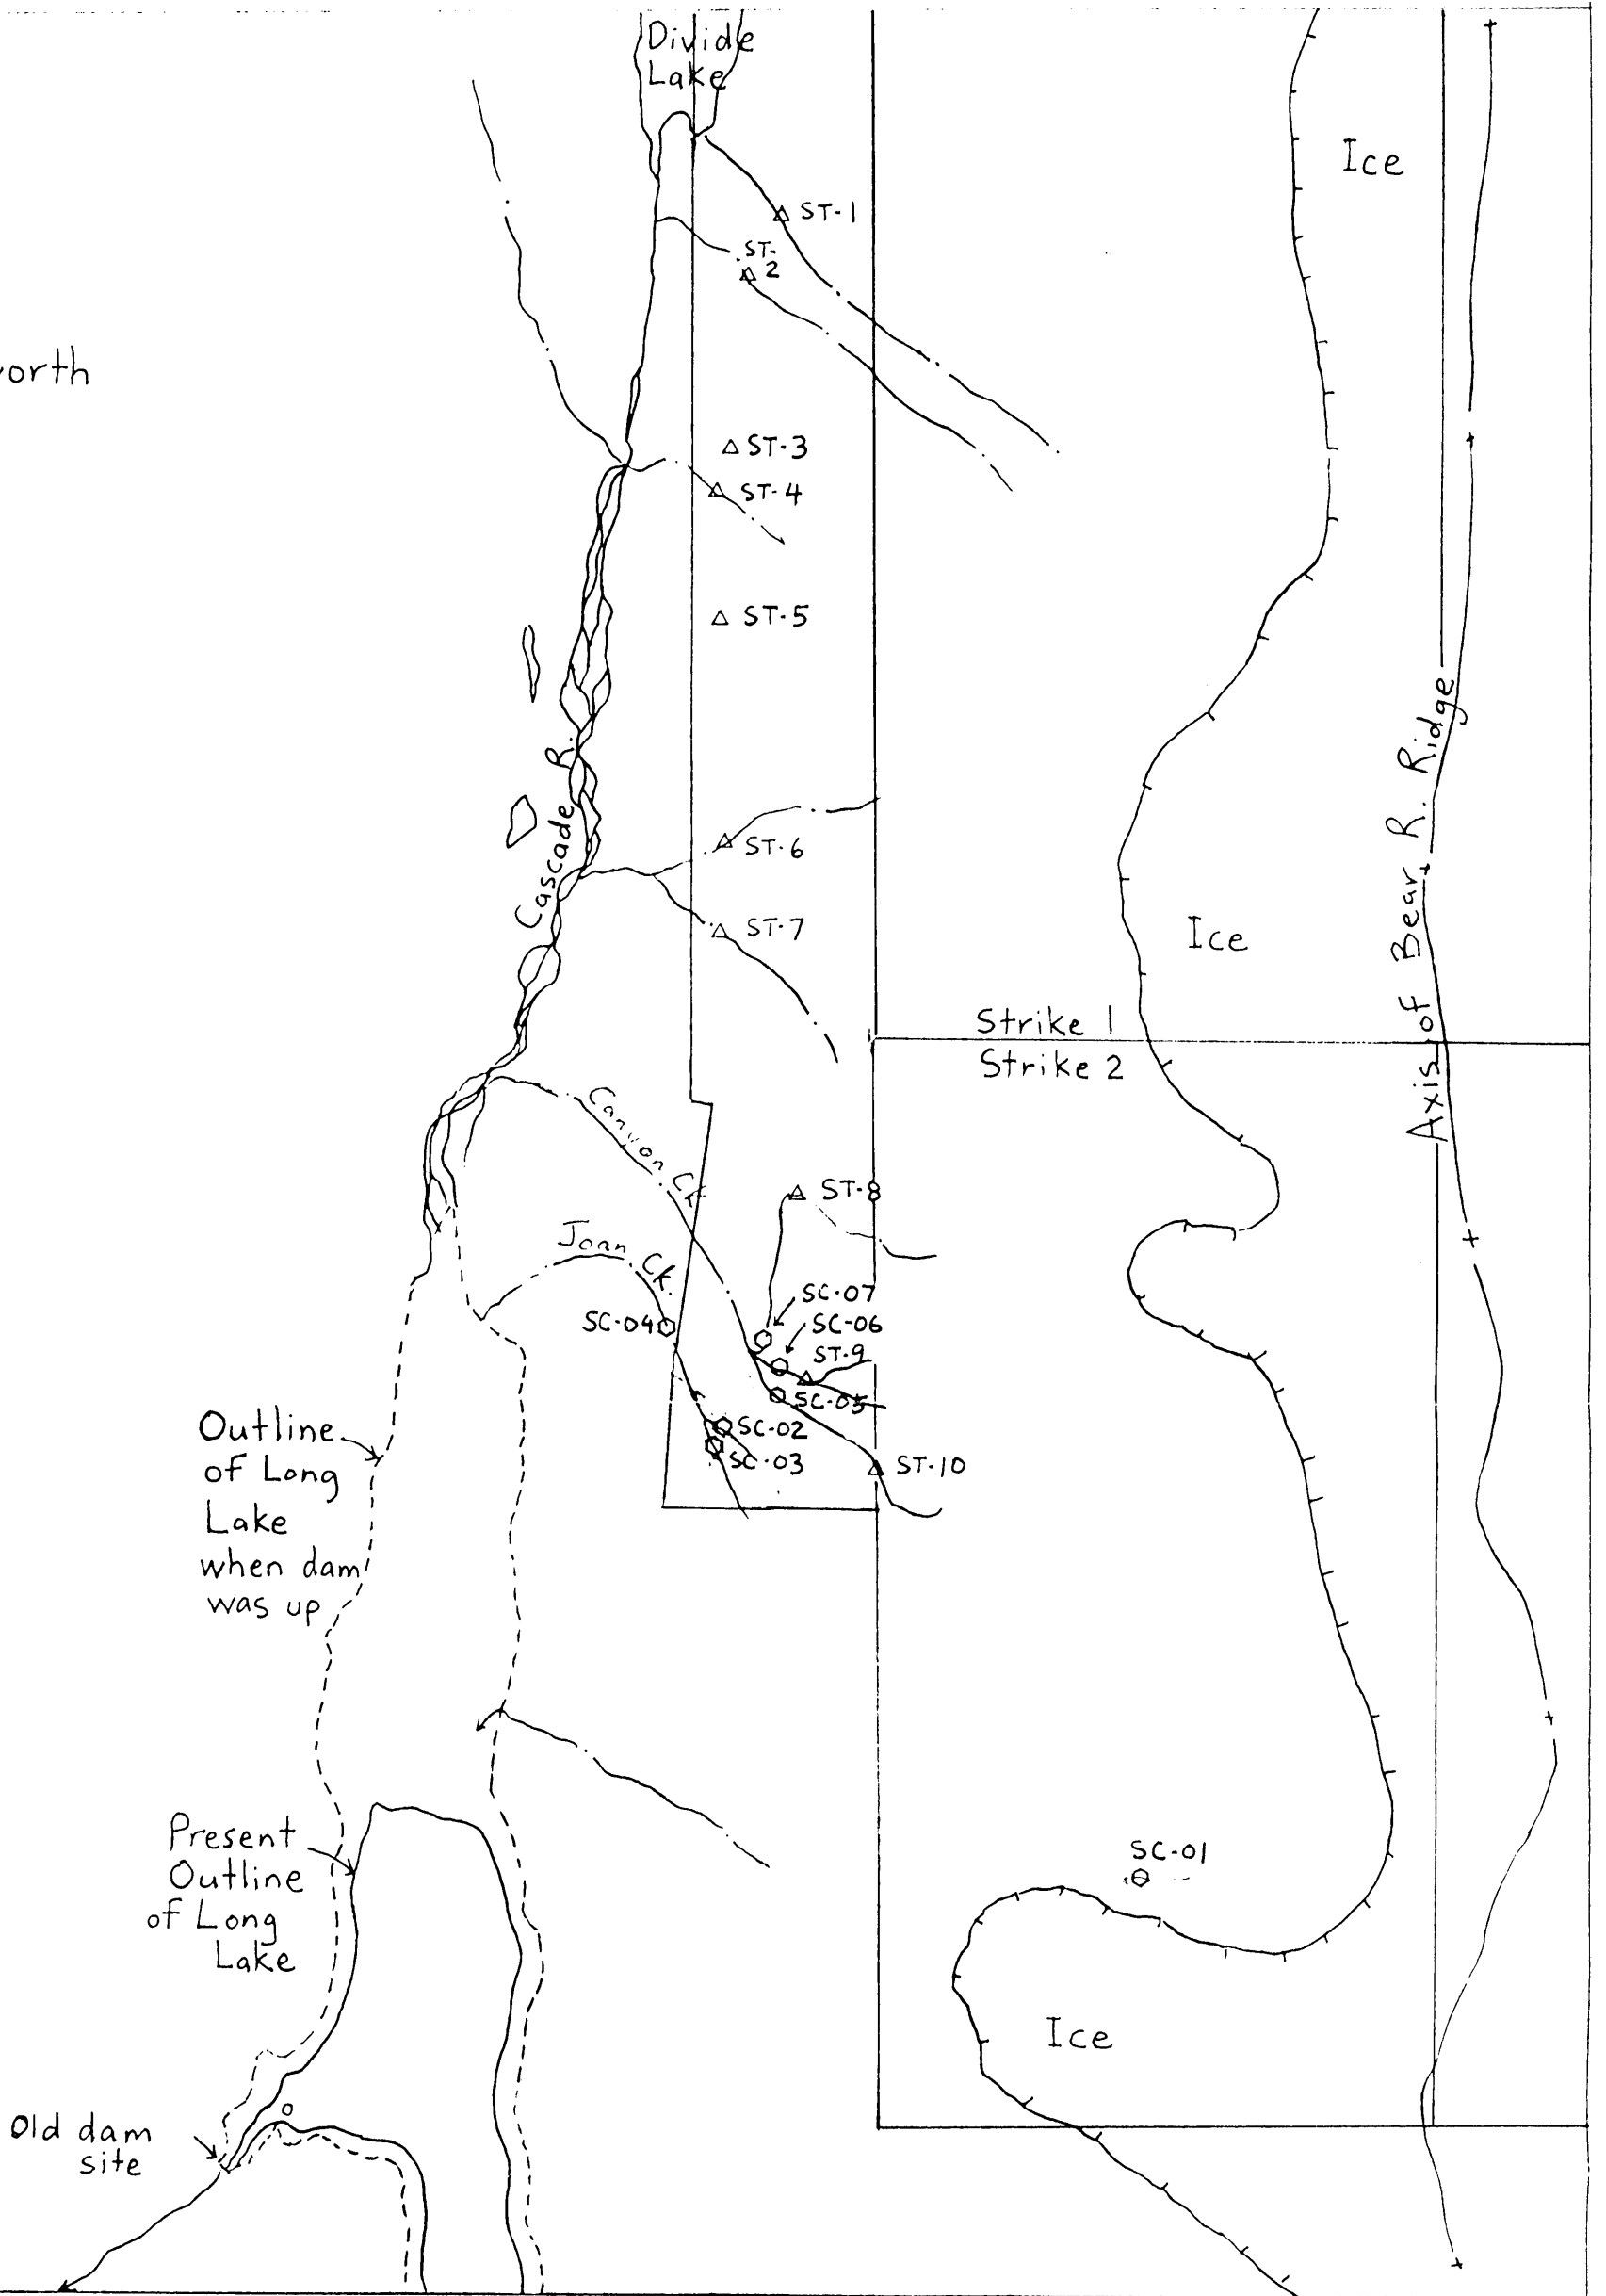 Divide
Lake
Ice
ST-1
ST-
2
orth
ST-3
ST-4
ST-5
Cascade R.
ST-6
ST-7
Ice
Axis of Bear R. Ridge
Strike 1
Strike 2
Canyon Ck
ST-8
Joan Ck.
SC-07
SC-04
SC-06
ST-9
SC-05
SC-02
SC-03
ST-10
Outline
of Long
Lake
when dam
was up
Present
Outline
of Long
Lake
SC-01
Ice
Old dam
site